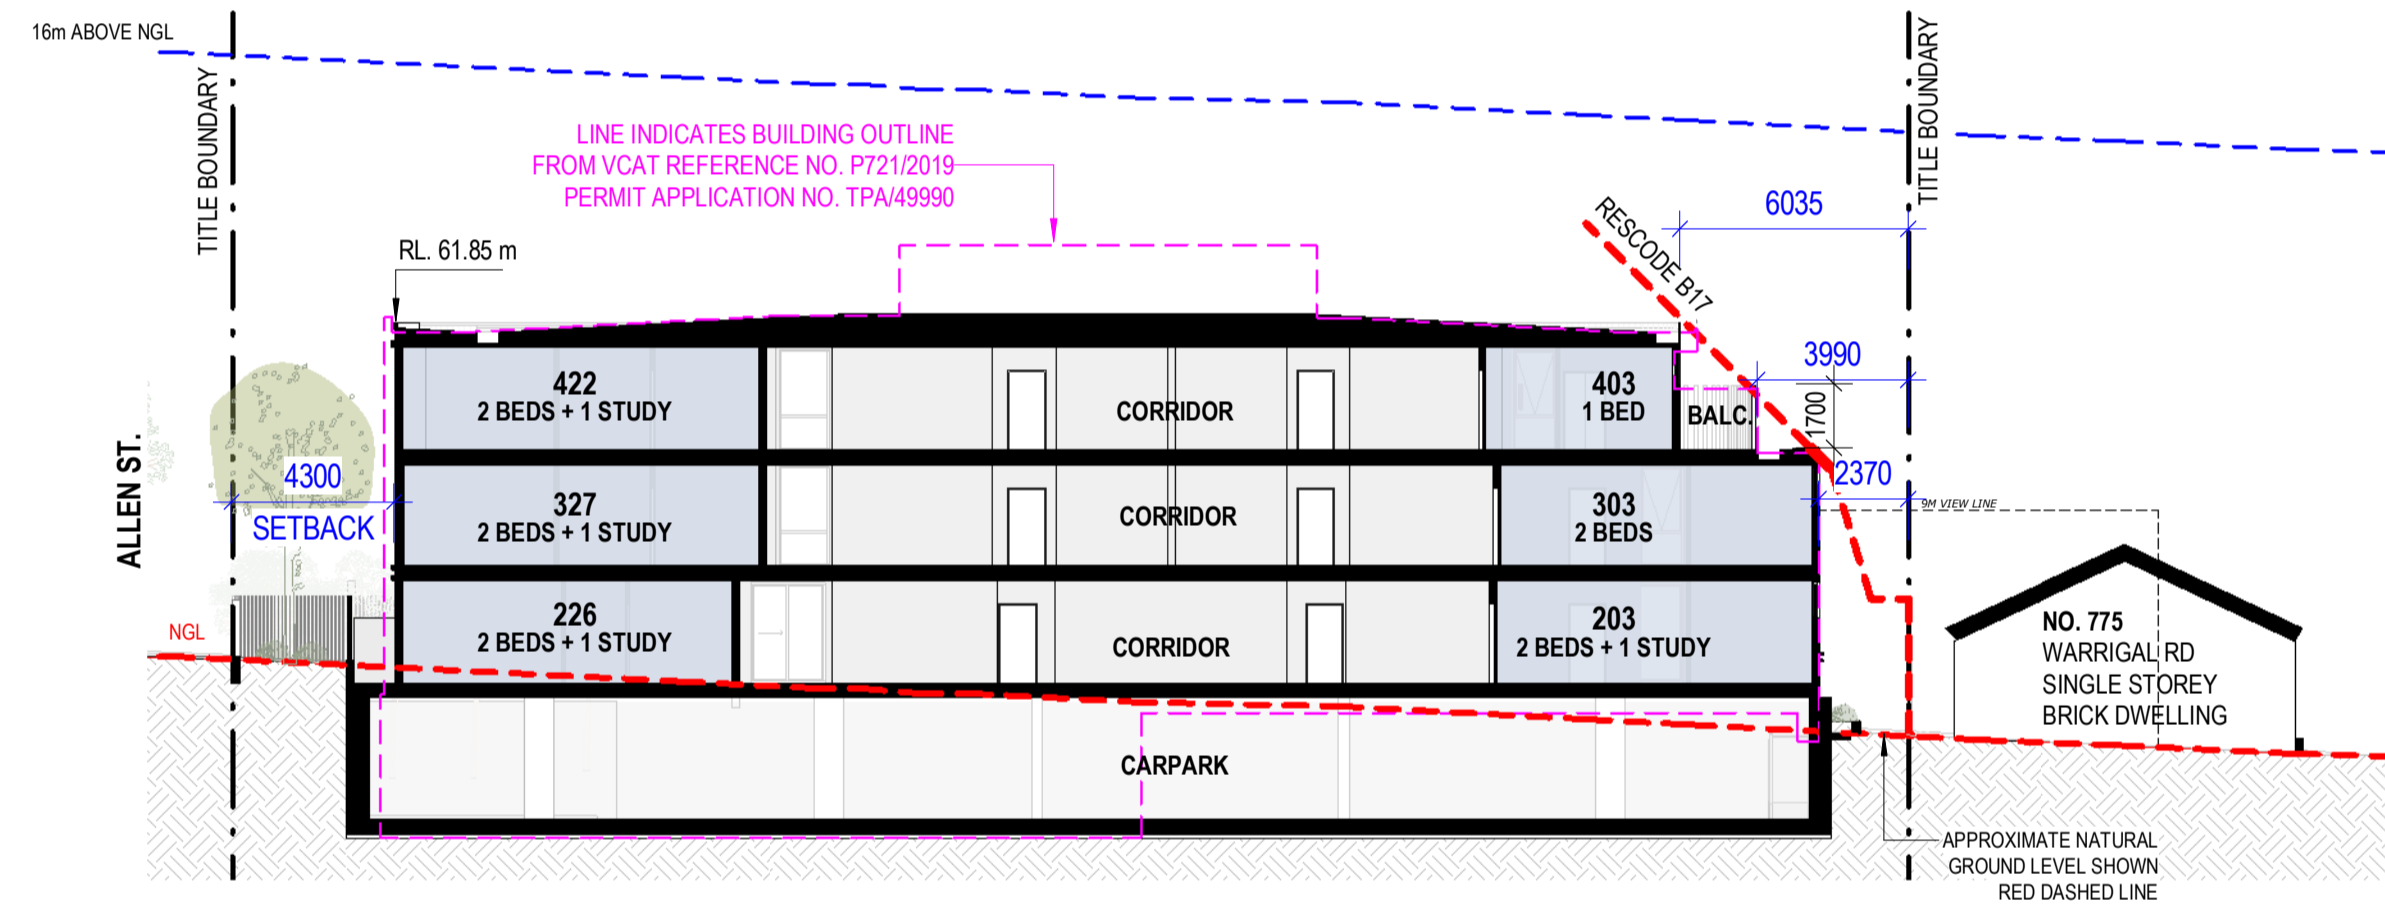 16m ABOVE NGL
TITLE BOUNDARY
TITLE BOUNDARY
LINE INDICATES BUILDING OUTLINE
FROM VCAT REFERENCE NO. P721/2019
PERMIT APPLICATION NO. TPA/49990
RL. 61.85 m
RESCODE B17
6035
3990
1700
2370
9M VIEW LINE
ALLEN ST.
4300
SETBACK
NGL
422
2 BEDS + 1 STUDY
CORRIDOR
403
1 BED
BALC.
327
2 BEDS + 1 STUDY
CORRIDOR
303
2 BEDS
226
2 BEDS + 1 STUDY
CORRIDOR
203
2 BEDS + 1 STUDY
CARPARK
NO. 775
WARRIGAL RD
SINGLE STOREY
BRICK DWELLING
APPROXIMATE NATURAL
GROUND LEVEL SHOWN
RED DASHED LINE